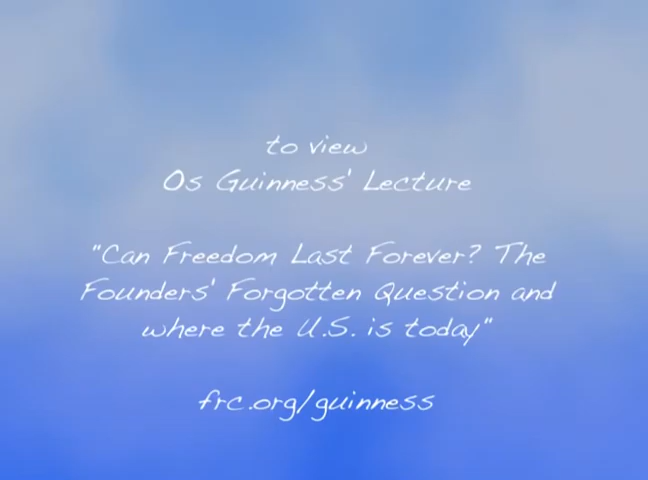 to view
Os Guinness' Lecture
"Can Freedom Last Forever? The
Founders' Forgotten Question and
where the U.S. is today"
frc.org/guinness